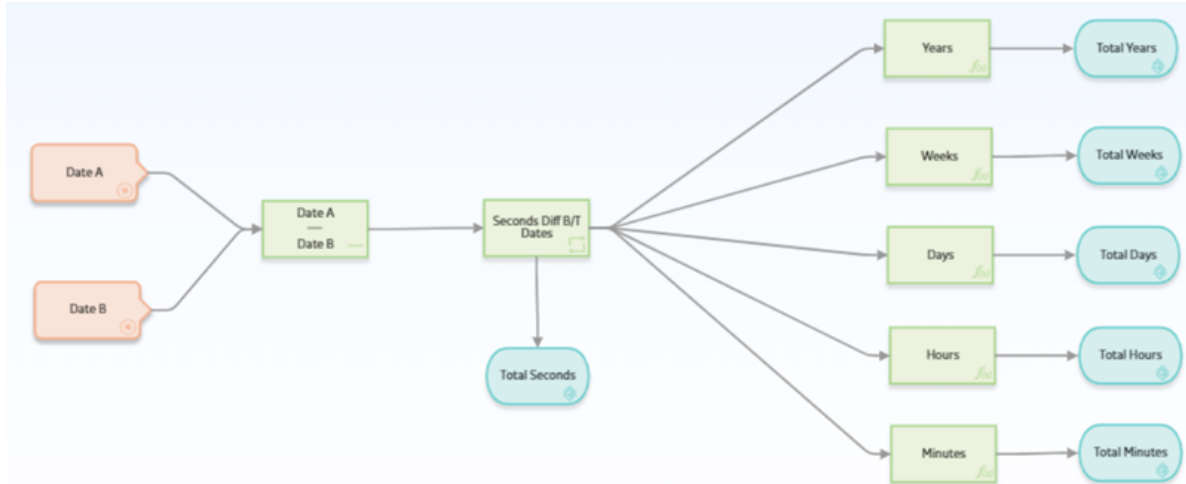 Date A
Date B
Date A
—
Date B
Seconds Diff B/T
Dates
Total Seconds
Years
f(x)
Total Years
Weeks
f(x)
Total Weeks
Days
f(x)
Total Days
Hours
f(x)
Total Hours
Minutes
f(x)
Total Minutes